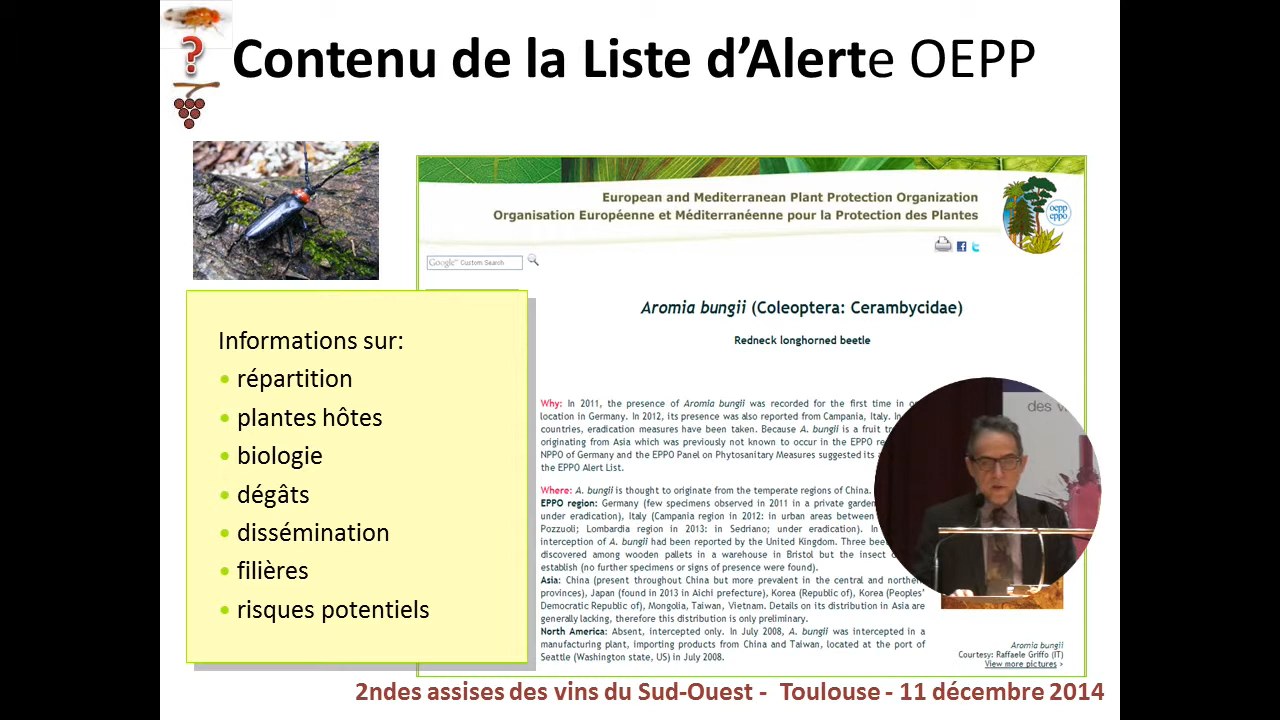 ?
Contenu de la Liste d'Alerte OEPP
European and Mediterranean Plant Protection Organization
Organisation Européenne et Méditerranéenne pour la Protection des Plantes
oepp
eppo
Google™ Custom Search
Aromia bungii (Coleoptera: Cerambycidae)
Redneck longhorned beetle
Informations sur:
• répartition
• plantes hôtes
• biologie
• dégâts
• dissémination
• filières
• risques potentiels
Why: In 2011, the presence of Aromia bungii was recorded for the first time in
location in Germany. In 2012, its presence was also reported from Campania, Italy. In
countries, eradication measures have been taken. Because A. bungii is a fruit
originating from Asia which was previously not known to occur in the EPPO
NPPO of Germany and the EPPO Panel on Phytosanitary Measures suggested its
the EPPO Alert List.
Where: A. bungii is thought to originate from the temperate regions of China.
EPPO region: Germany (few specimens observed in 2011 in a private garden
under eradication), Italy (Campania region in 2012: in urban areas between
Pozzuoli; Lombardia region in 2013: in Sedriano; under eradication). In
interception of A. bungii had been reported by the United Kingdom. Three
discovered among wooden pallets in a warehouse in Bristol but the insect
establish (no further specimens or signs of presence were found).
Asia: China (present throughout China but more prevalent in the central and northern
provinces), Japan (found in 2013 in Aichi prefecture), Korea (Republic of), Korea (Peoples'
Democratic Republic of), Mongolia, Taiwan, Vietnam. Details on its distribution in Asia are
generally lacking, therefore this distribution is only preliminary.
North America: Absent, intercepted only. In July 2008, A. bungii was intercepted in a
manufacturing plant, importing products from China and Taiwan, located at the port of
Seattle (Washington state, US) in July 2008.
des
Aromia bungii
Courtesy: Raffaele Griffo (IT)
View more pictures >
2ndes assises des vins du Sud-Ouest - Toulouse - 11 décembre 2014